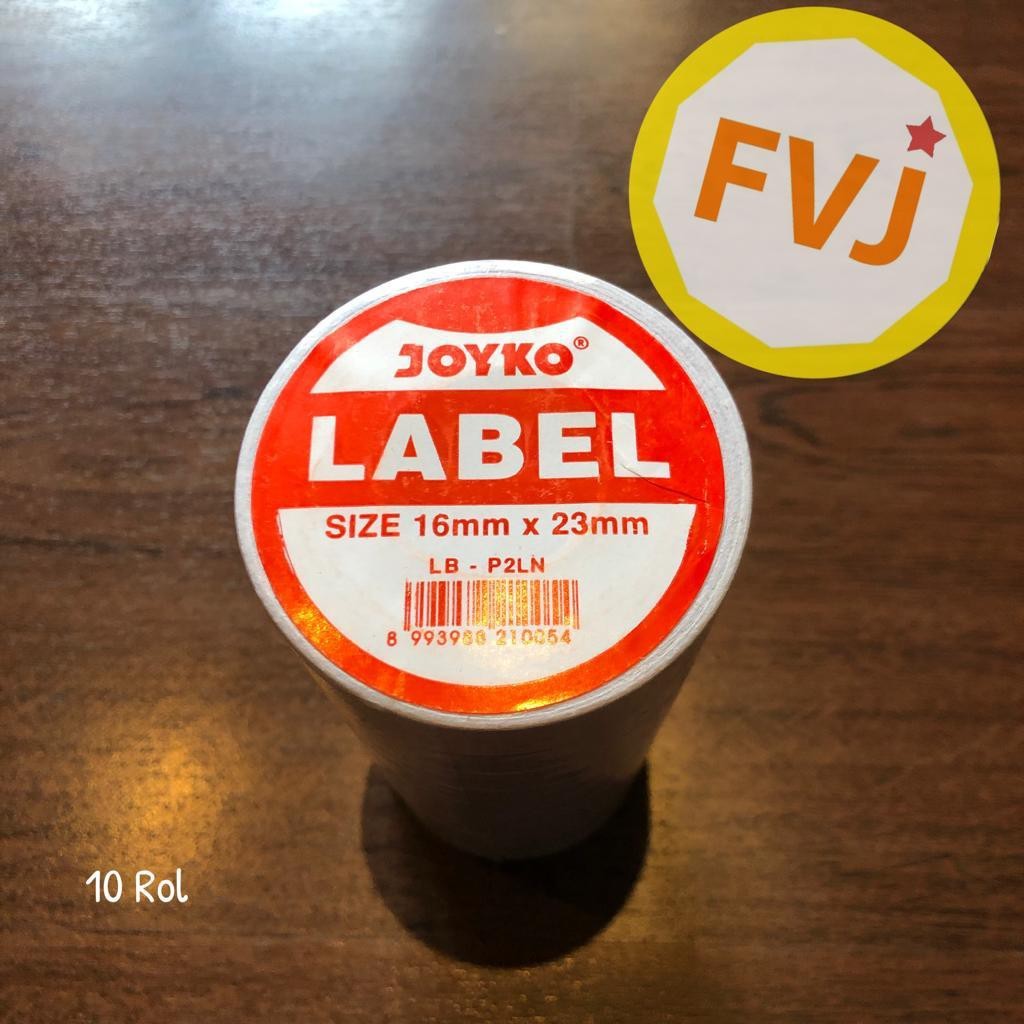 FVJ
JOYKO®
LABEL
SIZE 16mm x 23mm
LB - P2LN
8 993988 210054
10 Rol